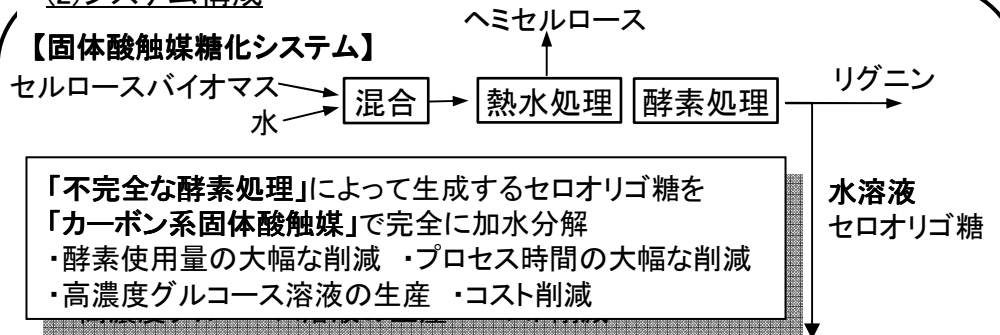 (2)システム構成
ヘミセルロース
【固体酸触媒糖化システム】
セルロースバイオマス
水
混合
熱水処理
酵素処理
リグニン
「不完全な酵素処理」によって生成するセロオリゴ糖を
「カーボン系固体酸触媒」で完全に加水分解
・酵素使用量の大幅な削減 ・プロセス時間の大幅な削減
・高濃度グルコース溶液の生産 ・コスト削減
水溶液
セロオリゴ糖